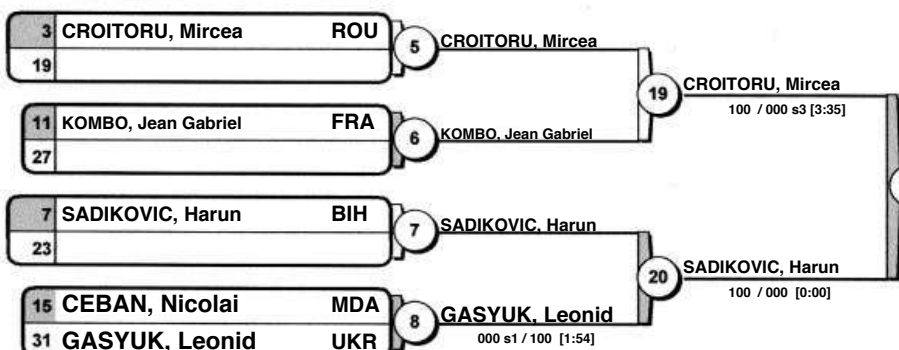 3 CROITORU, Mircea ROU
19
5 CROITORU, Mircea
11 KOMBO, Jean Gabriel FRA
27
6 KOMBO, Jean Gabriel
19 CROITORU, Mircea
100 / 000 s3 [3:35]
7 SADIKOVIC, Harun BIH
23
7 SADIKOVIC, Harun
15 CEBAN, Nicolai MDA
31 GASYUK, Leonid UKR
8 GASYUK, Leonid
000 s1 / 100 [1:54]
20 SADIKOVIC, Harun
100 / 000 [0:00]